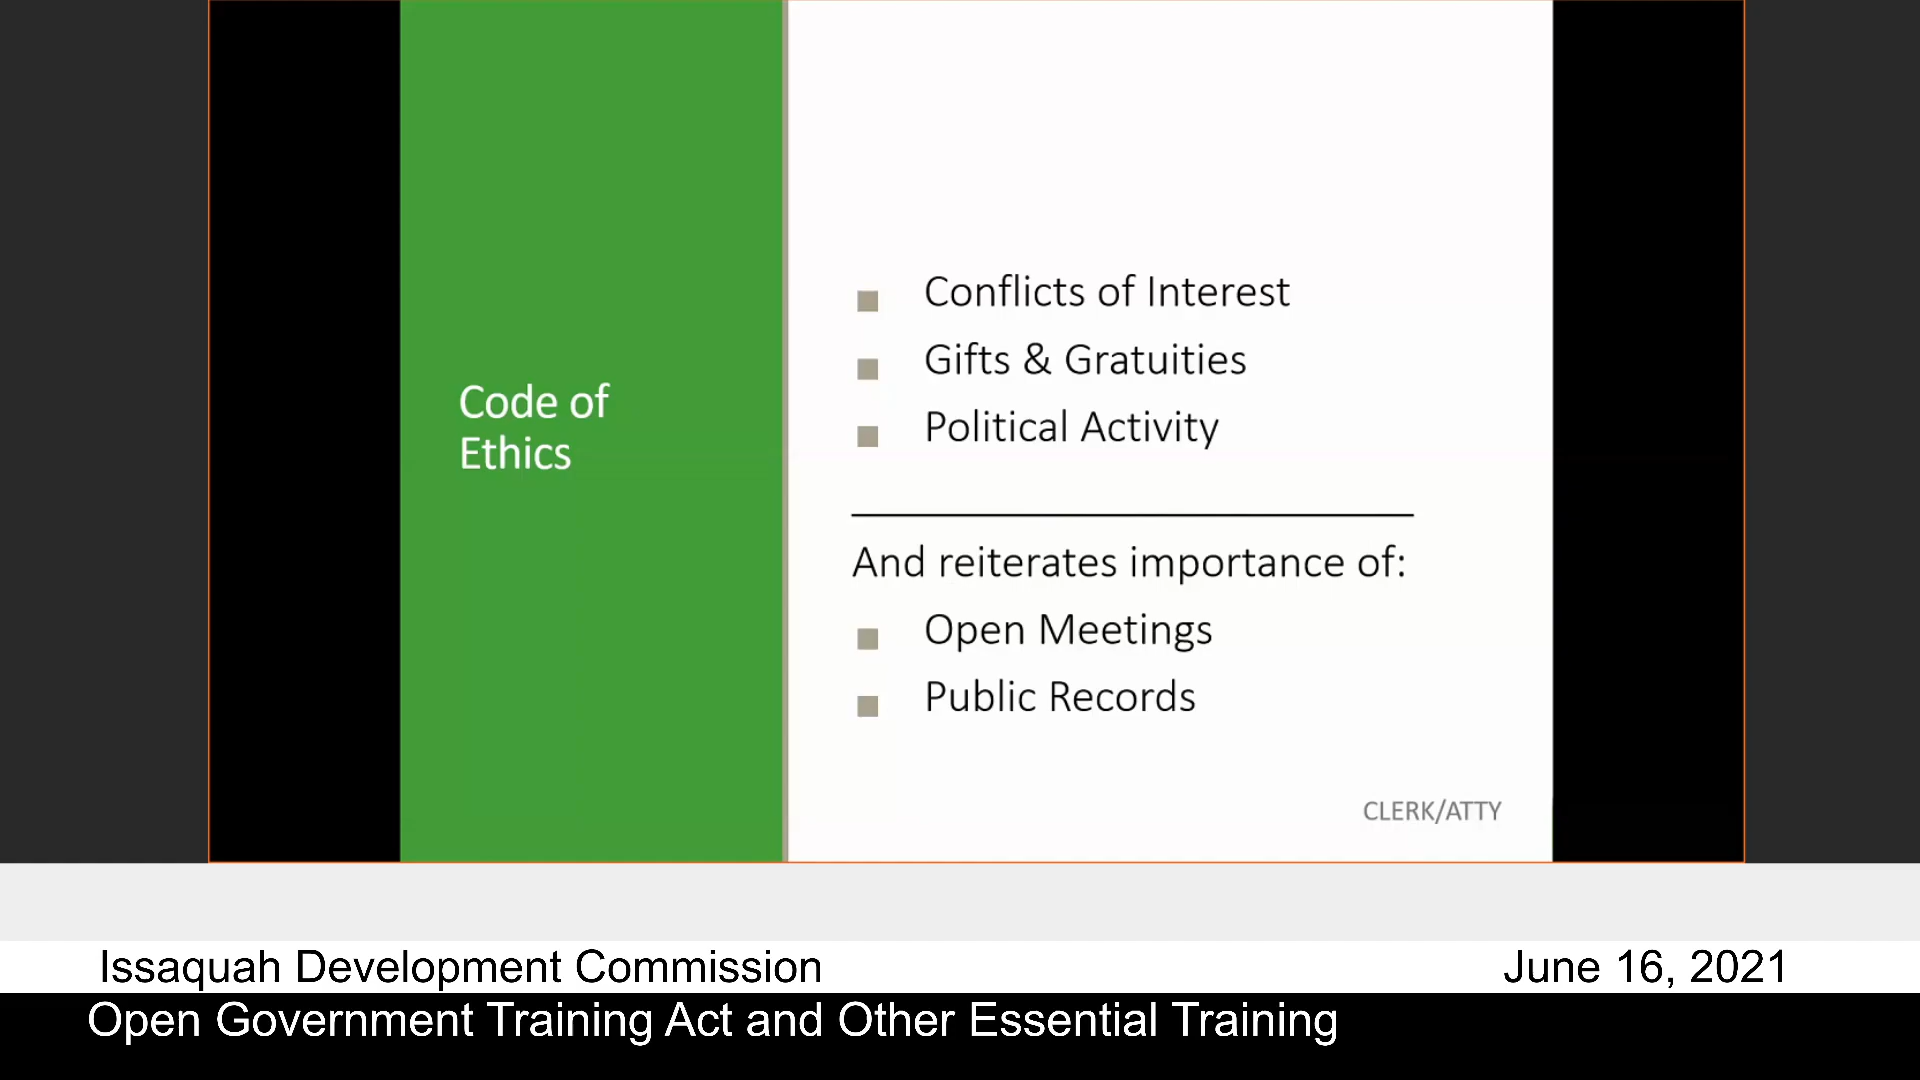 Code of
Ethics
Conflicts of Interest
Gifts & Gratuities
Political Activity
And reiterates importance of:
Open Meetings
Public Records
CLERK/ATTY
Issaquah Development Commission
June 16, 2021
Open Government Training Act and Other Essential Training